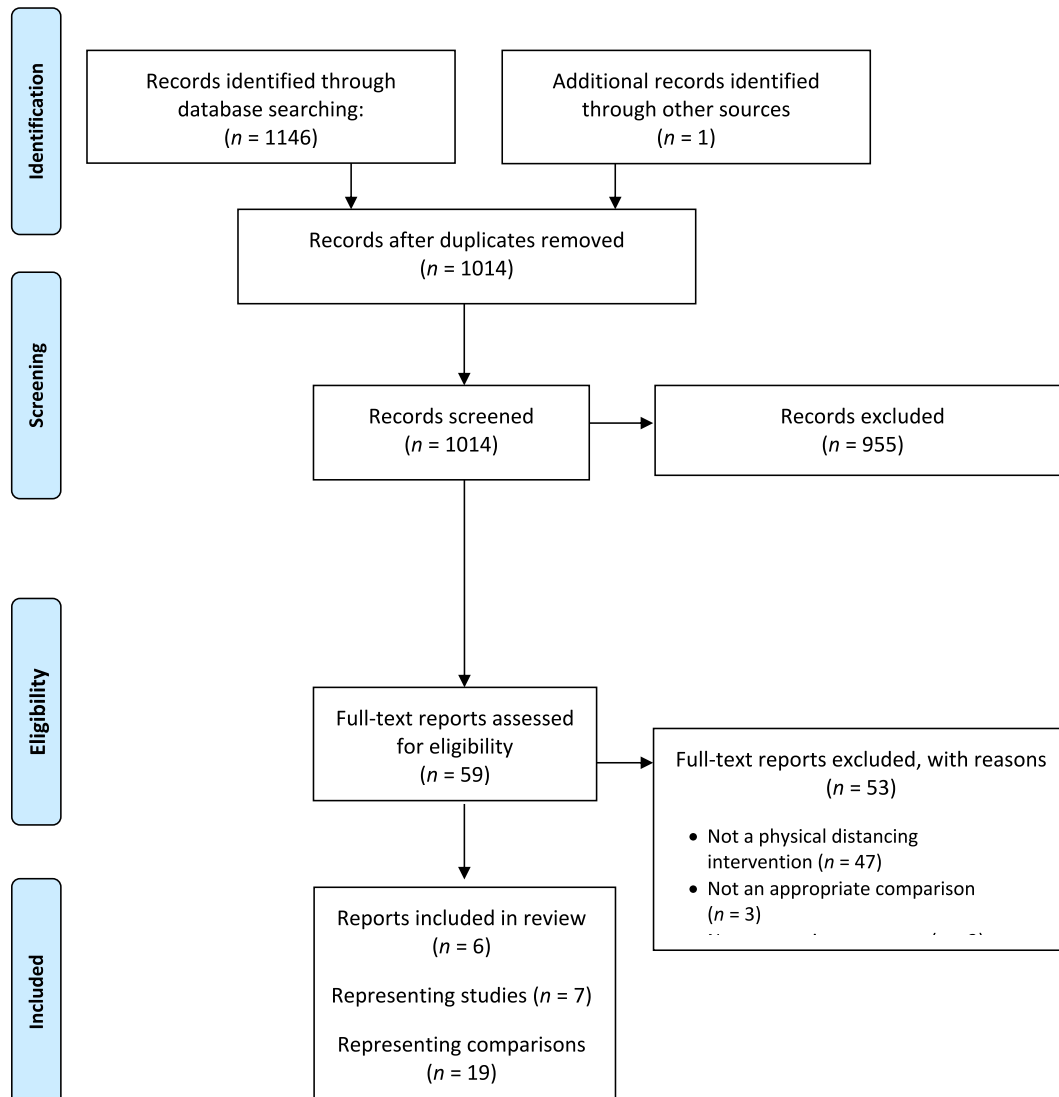 Identification
Records identified through
database searching:
(n = 1146)
Additional records identified
through other sources
(n = 1)
Records after duplicates removed
(n = 1014)
Screening
Records screened
(n = 1014)
Records excluded
(n = 955)
Eligibility
Full-text reports assessed
for eligibility
(n = 59)
Full-text reports excluded, with reasons
(n = 53)
• Not a physical distancing
intervention (n = 47)
• Not an appropriate comparison
(n = 3)
Included
Reports included in review
(n = 6)
Representing studies (n = 7)
Representing comparisons
(n = 19)